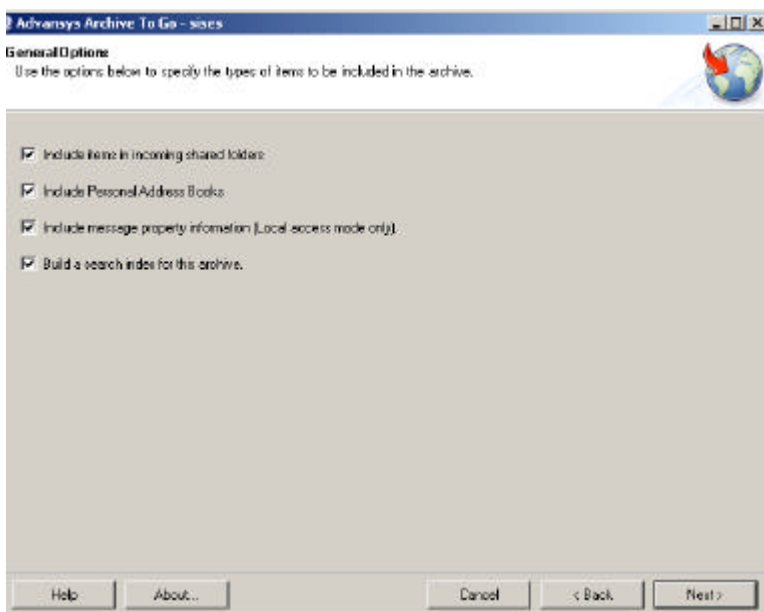 Advansys Archive To Go - sises
General Options
Use the options below to specify the types of items to be included in the archive.
Include items in incoming shared folders
Include Personal Address Books
Include message property information (Local access mode only).
Build a search index for this archive.
Help About... Cancel < Back Next >